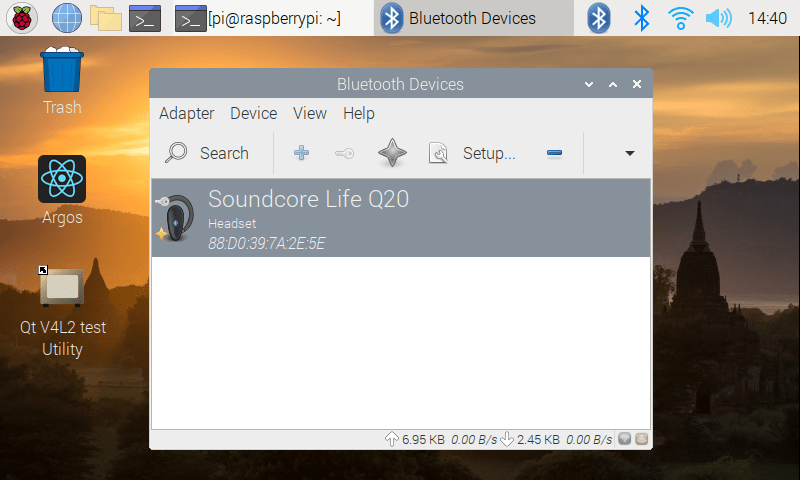 [pi@raspberrypi: ~]
Bluetooth Devices
14:40
Trash
Argos
Qt V4L2 test
Utility
Bluetooth Devices
Adapter Device View Help
Search
Setup...
Soundcore Life Q20
Headset
88:D0:39:7A:2E:5E
6.95 KB 0.00 B/s 2.45 KB 0.00 B/s